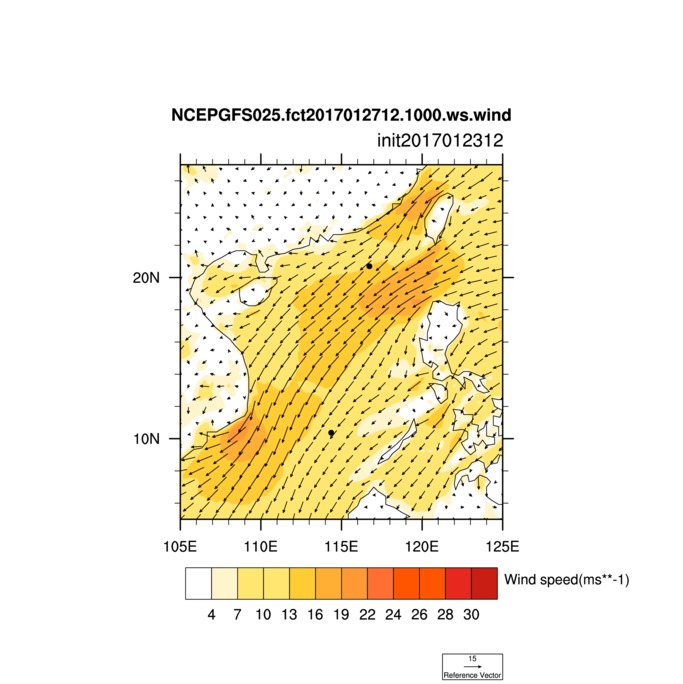 NCEPGFS025.fct2017012712.1000.ws.wind
init2017012312
20N
10N
105E 110E 115E 120E 125E
4 7 10 13 16 19 22 24 26 28 30
Wind speed(ms**-1)
15
Reference Vector